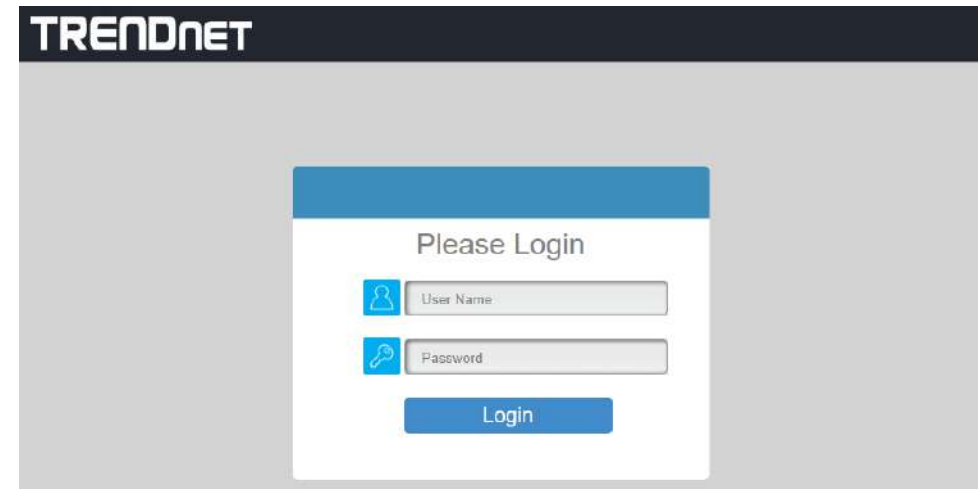 TRENDNET
Please Login
User Name
Password
Login